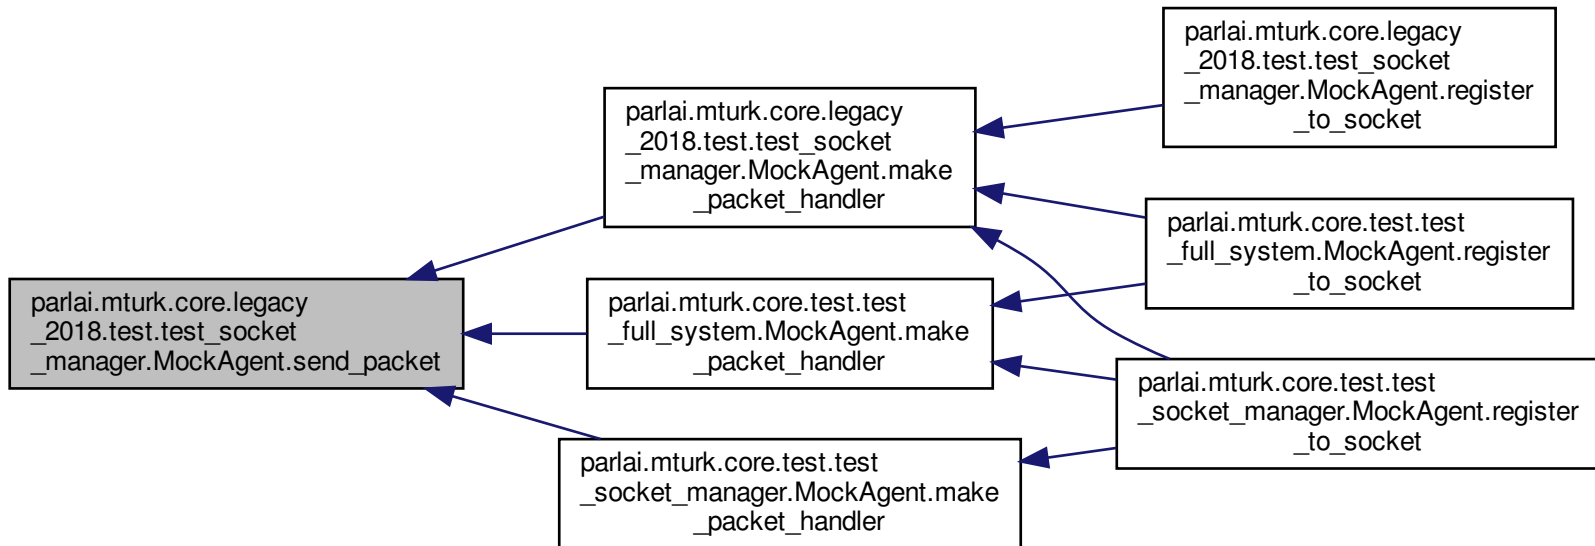 parlai.mturk.core.legacy
_2018.test.test_socket
_manager.MockAgent.send_packet
parlai.mturk.core.legacy
_2018.test.test_socket
_manager.MockAgent.make
_packet_handler
parlai.mturk.core.test.test
_full_system.MockAgent.make
_packet_handler
parlai.mturk.core.test.test
_socket_manager.MockAgent.make
_packet_handler
parlai.mturk.core.legacy
_2018.test.test_socket
_manager.MockAgent.register
_to_socket
parlai.mturk.core.test.test
_full_system.MockAgent.register
_to_socket
parlai.mturk.core.test.test
_socket_manager.MockAgent.register
_to_socket